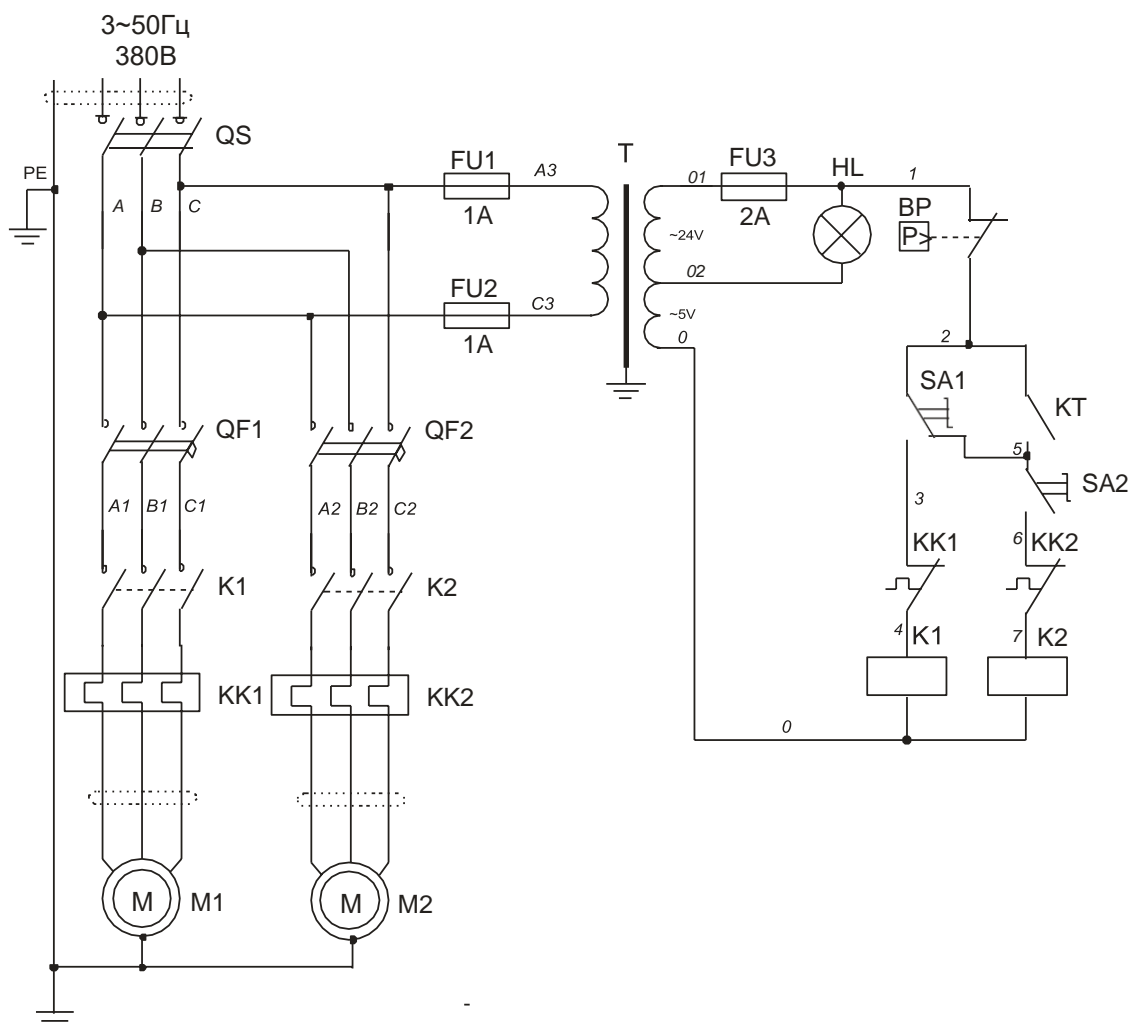 3~50Гц
380В
QS
PE
A B C
FU1
A3
1A
FU2
C3
1A
T
01
FU3
2A
HL
1
~24V
02
~5V
0
BP
P>
2
SA1
KT
5
SA2
3
6
KK1
KK2
4
K1
7
K2
0
QF1
QF2
A1 B1 C1
A2 B2 C2
K1
K2
KK1
KK2
M
M1
M
M2
-